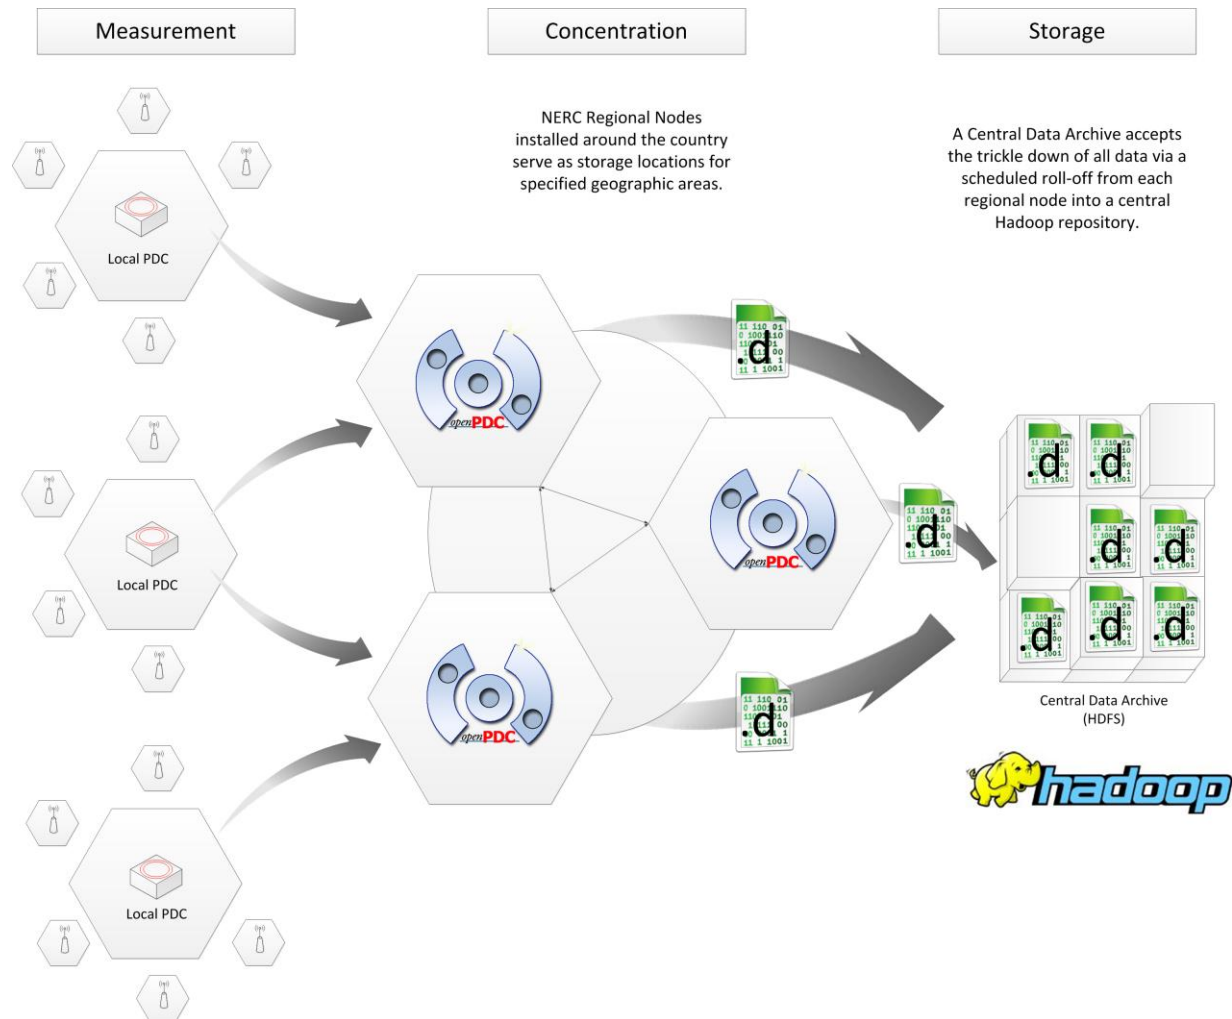 Measurement
Concentration
Storage
NERC Regional Nodes
installed around the country
serve as storage locations for
specified geographic areas.
A Central Data Archive accepts
the trickle down of all data via a
scheduled roll-off from each
regional node into a central
Hadoop repository.
Local PDC
openPDC
.d
.d
.d
openPDC
.d
.d
.d
Local PDC
.d
.d
.d
openPDC
.d
Central Data Archive
(HDFS)
hadoop
Local PDC